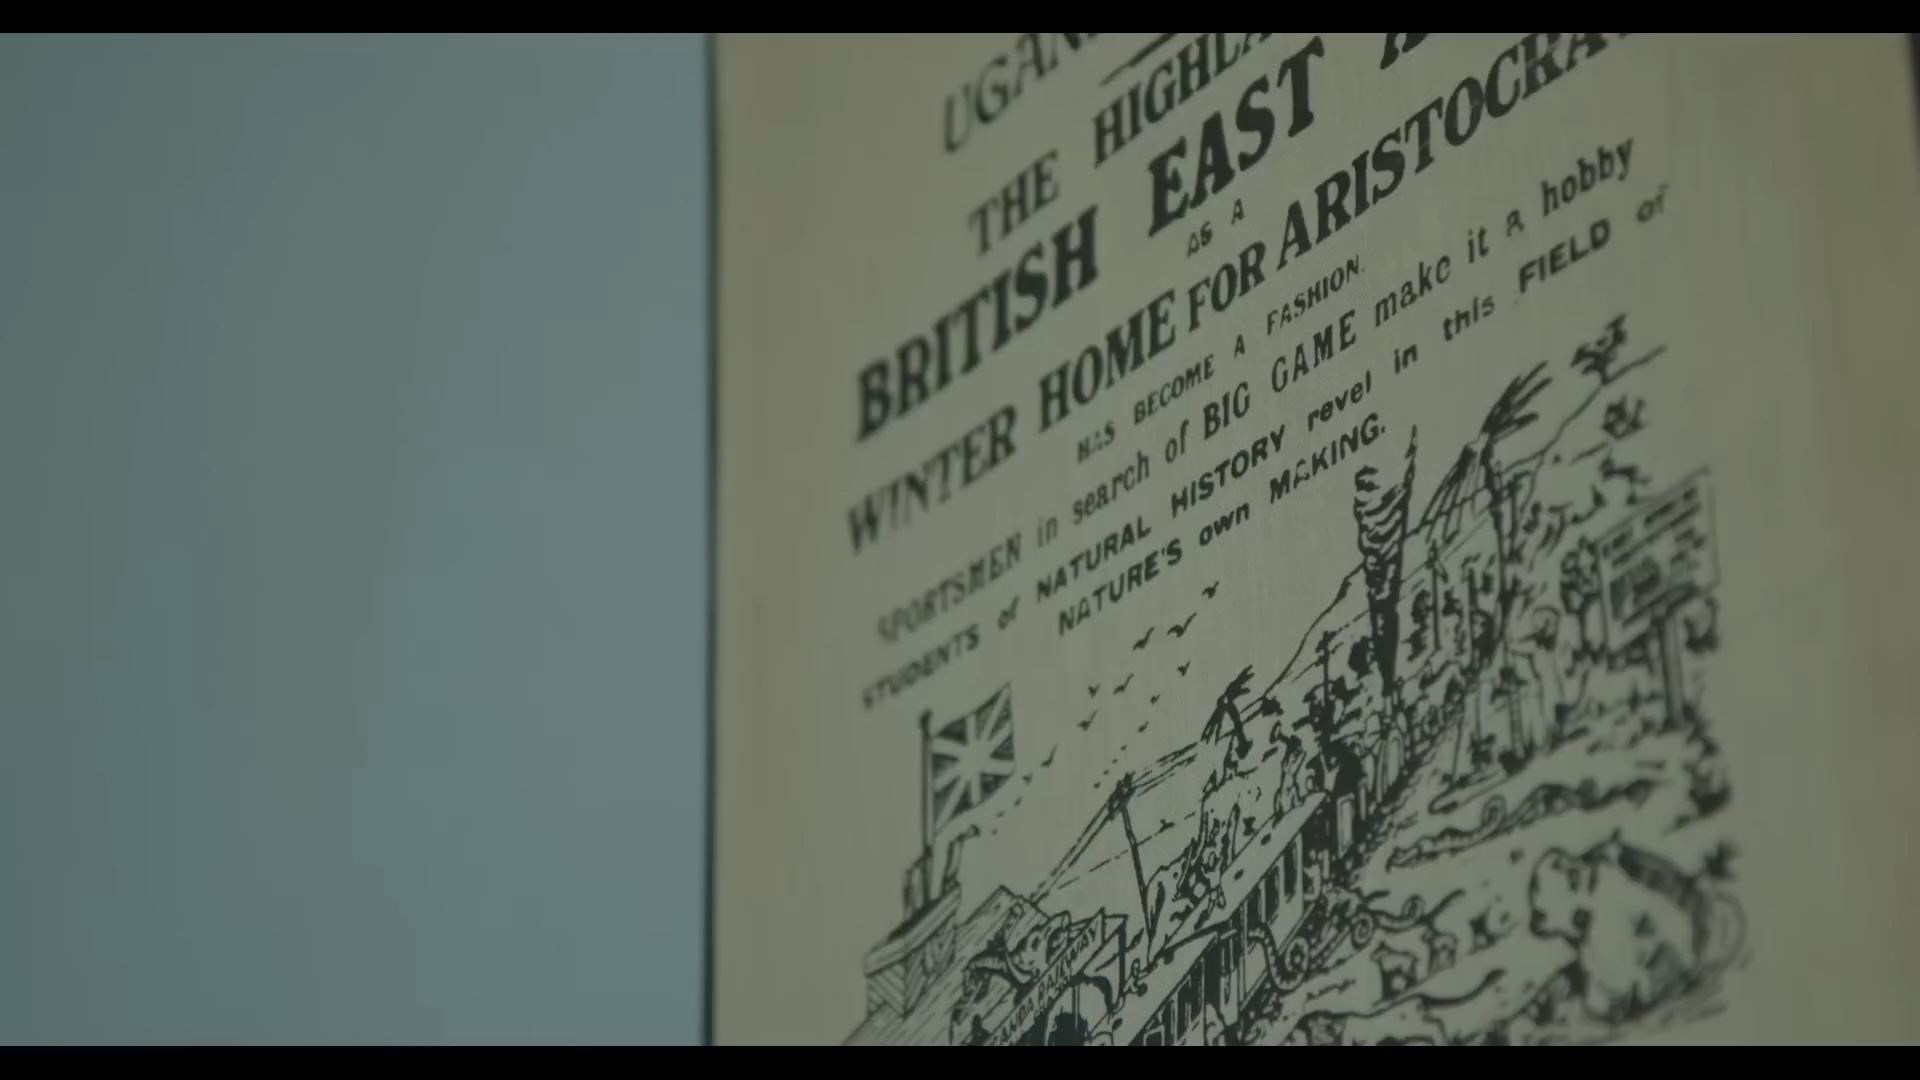 THE
BRITISH EAST
AS A
WINTER HOME FOR
HAS BECOME A FASHION.
SPORTSMEN in search of BIG GAME make it a hobby
STUDENTS of NATURAL HISTORY revel in this FIELD of
NATURE'S own MAKING.
RAILWAY